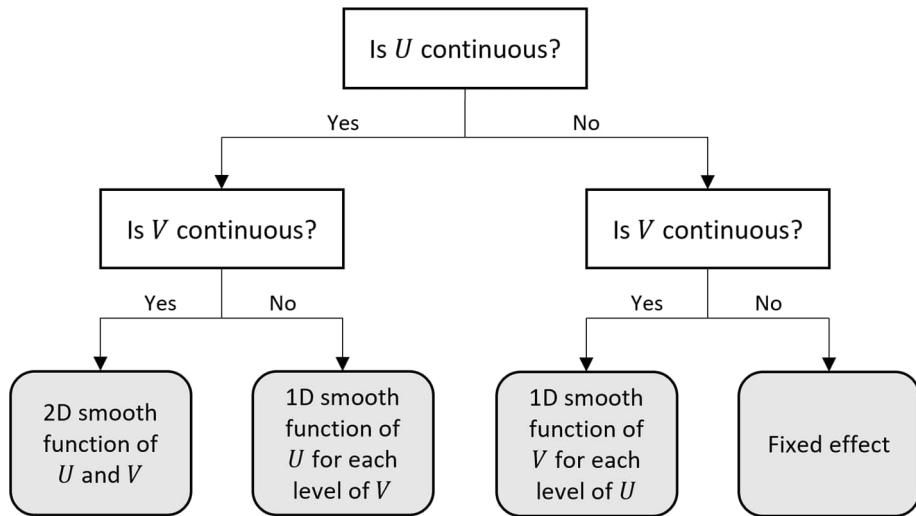 Is U continuous?
Yes
No
Is V continuous?
Is V continuous?
Yes
No
Yes
No
2D smooth
function of
U and V
1D smooth
function of
U for each
level of V
1D smooth
function of
V for each
level of U
Fixed effect